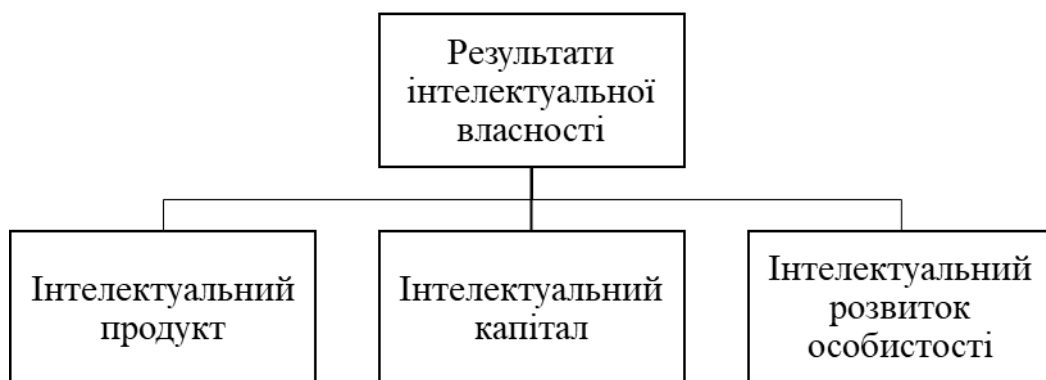 Результати
інтелектуальної
власності
Інтелектуальний
продукт
Інтелектуальний
капітал
Інтелектуальний
розвиток
особистості